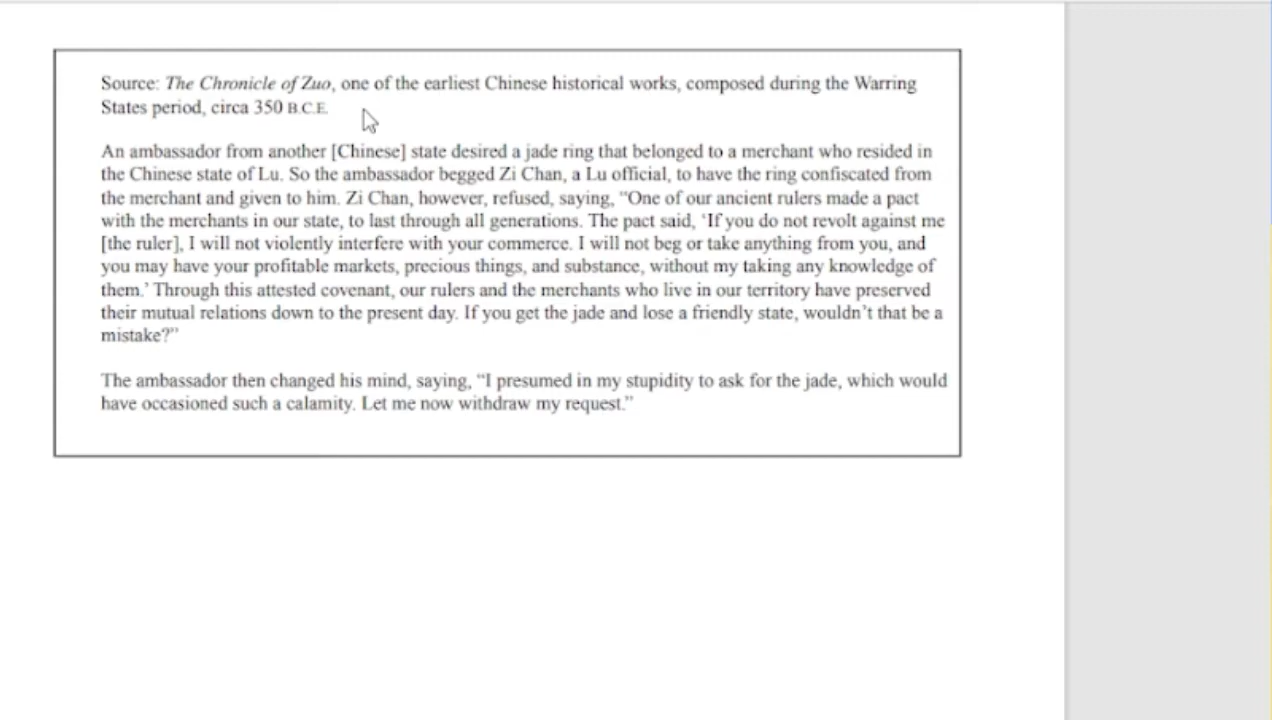 Source: The Chronicle of Zuo, one of the earliest Chinese historical works, composed during the Warring
States period, circa 350 B.C.E.
An ambassador from another [Chinese] state desired a jade ring that belonged to a merchant who resided in
the Chinese state of Lu. So the ambassador begged Zi Chan, a Lu official, to have the ring confiscated from
the merchant and given to him. Zi Chan, however, refused, saying, “One of our ancient rulers made a pact
with the merchants in our state, to last through all generations. The pact said, ‘If you do not revolt against me
[the ruler], I will not violently interfere with your commerce. I will not beg or take anything from you, and
you may have your profitable markets, precious things, and substance, without my taking any knowledge of
them.’ Through this attested covenant, our rulers and the merchants who live in our territory have preserved
their mutual relations down to the present day. If you get the jade and lose a friendly state, wouldn’t that be a
mistake?”
The ambassador then changed his mind, saying, “I presumed in my stupidity to ask for the jade, which would
have occasioned such a calamity. Let me now withdraw my request.”